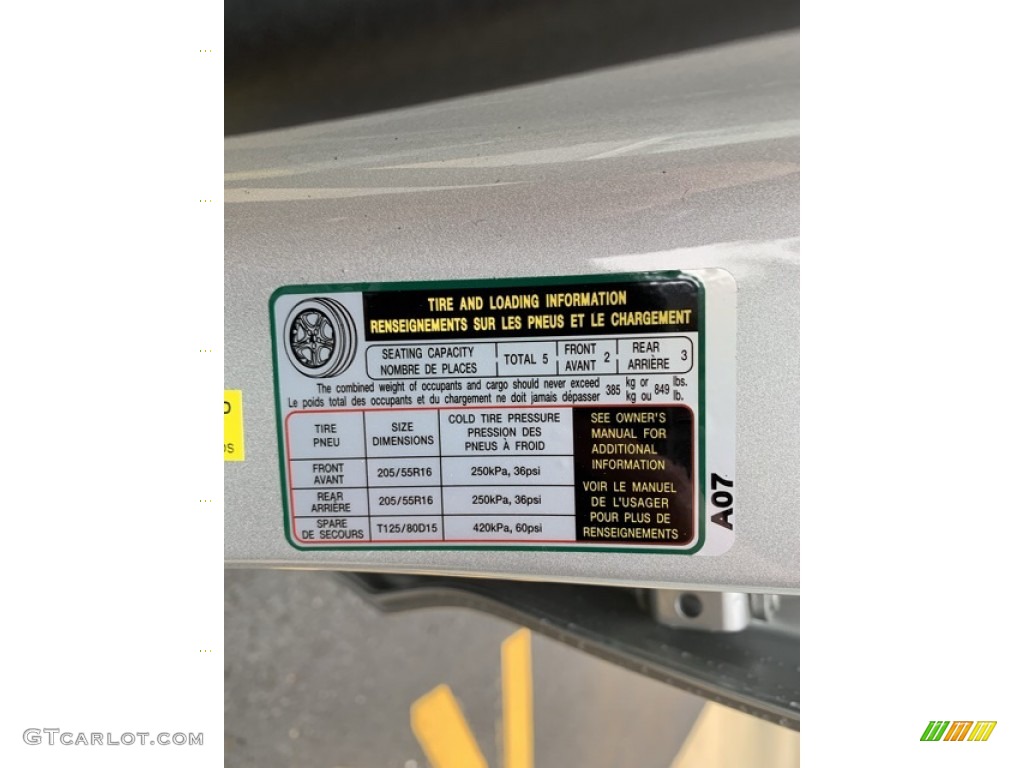 TIRE AND LOADING INFORMATION
RENSEIGNEMENTS SUR LES PNEUS ET LE CHARGEMENT
SEATING CAPACITY
NOMBRE DE PLACES
TOTAL 5
FRONT
AVANT 2
REAR
ARRIÈRE 3
The combined weight of occupants and cargo should never exceed 385 kg or 849 lbs.
Le poids total des occupants et du chargement ne doit jamais dépasser kg ou lb.
TIRE
PNEU
SIZE
DIMENSIONS
COLD TIRE PRESSURE
PRESSION DES
PNEUS À FROID
FRONT
AVANT
205/55R16
250kPa, 36psi
REAR
ARRIÈRE
205/55R16
250kPa, 36psi
SPARE
DE SECOURS
T125/80D15
420kPa, 60psi
SEE OWNER'S
MANUAL FOR
ADDITIONAL
INFORMATION
VOIR LE MANUEL
DE L'USAGER
POUR PLUS DE
RENSEIGNEMENTS
A07
GTCARLOT.COM